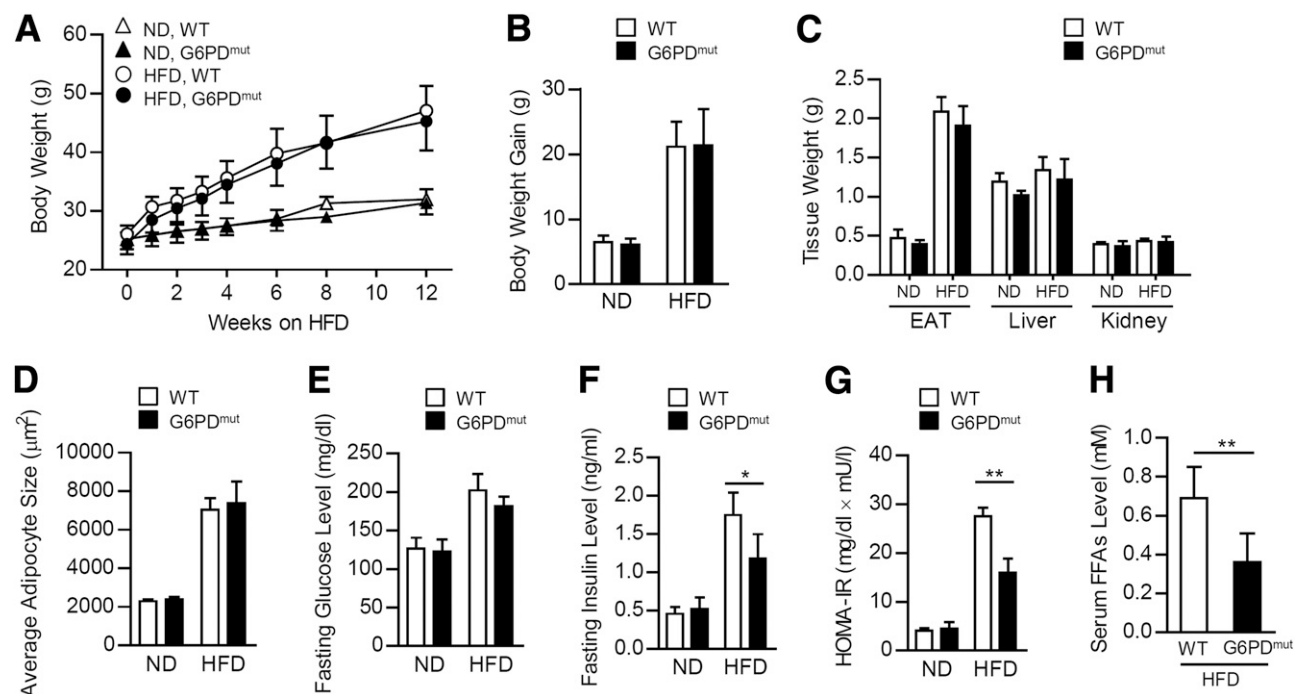 A
ND, WT
ND, G6PDmut
HFD, WT
HFD, G6PDmut
Body Weight (g)
60
50
40
30
20
0 2 4 6 8 10 12
Weeks on HFD
B
WT
G6PDmut
Body Weight Gain (g)
30
20
10
0
ND HFD
C
WT
G6PDmut
Tissue Weight (g)
2.5
2.0
1.5
1.0
0.5
0.0
ND HFD ND HFD ND HFD
EAT Liver Kidney
D
WT
G6PDmut
Average Adipocyte Size (μm2)
10000
8000
6000
4000
2000
0
ND HFD
E
WT
G6PDmut
Fasting Glucose Level (mg/dl)
250
200
150
100
50
0
ND HFD
F
WT
G6PDmut
Fasting Insulin Level (ng/ml)
2.5
2.0
1.5
1.0
0.5
0.0
*
ND HFD
G
WT
G6PDmut
HOMA-IR (mg/dl × mU/l)
40
30
20
10
0
**
ND HFD
H
Serum FFAs Level (mM)
1.0
0.8
0.6
0.4
0.2
0.0
**
WT G6PDmut
HFD